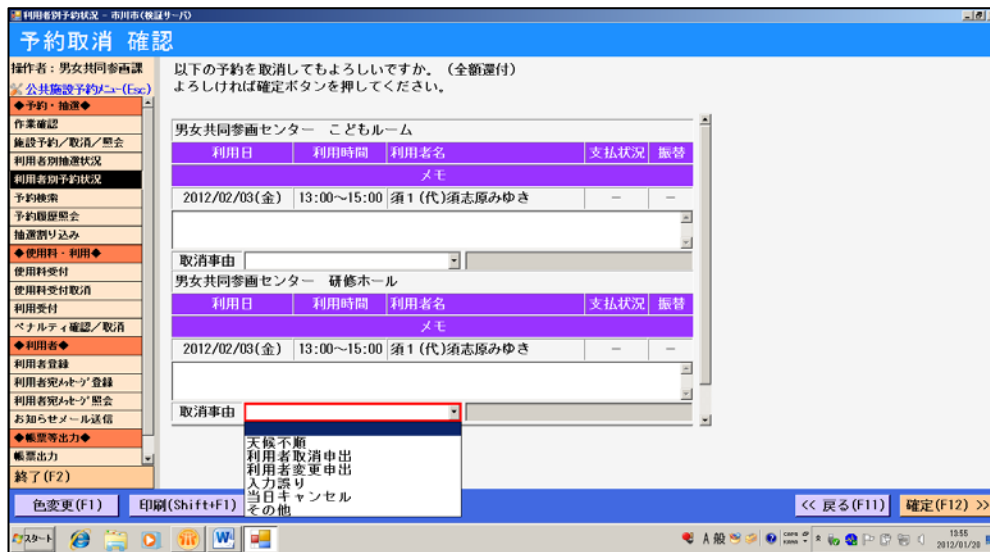 利用者別予約状況 - 市川市(検証サーバ)
予約取消 確認
操作者：男女共同参画課
公共施設予約ﾒﾆｭｰ(Esc)
◆予約・抽選◆
作業確認
施設予約／取消／照会
利用者別抽選状況
利用者別予約状況
予約検索
予約履歴照会
抽選割り込み
◆使用料・利用◆
使用料受付
使用料受付取消
利用受付
ペナルティ確認／取消
◆利用者◆
利用者登録
利用者宛ﾒｯｾｰｼﾞ登録
利用者宛ﾒｯｾｰｼﾞ照会
お知らせメール送信
◆帳票等出力◆
帳票出力
終了(F2)
以下の予約を取消してもよろしいですか。（全額還付）
よろしければ確定ボタンを押してください。
男女共同参画センター　こどもルーム
利用日 利用時間 利用者名 支払状況 振替
メモ
2012/02/03(金) 13:00～15:00 須１(代)須志原みゆき － －
取消事由
男女共同参画センター　研修ホール
利用日 利用時間 利用者名 支払状況 振替
メモ
2012/02/03(金) 13:00～15:00 須１(代)須志原みゆき － －
取消事由
天候不順
利用者取消申出
利用者変更申出
入力誤り
当日キャンセル
その他
色変更(F1) 印刷(Shift+F1) << 戻る(F11) 確定(F12) >>
スタート A 般 13:55
2012/01/20